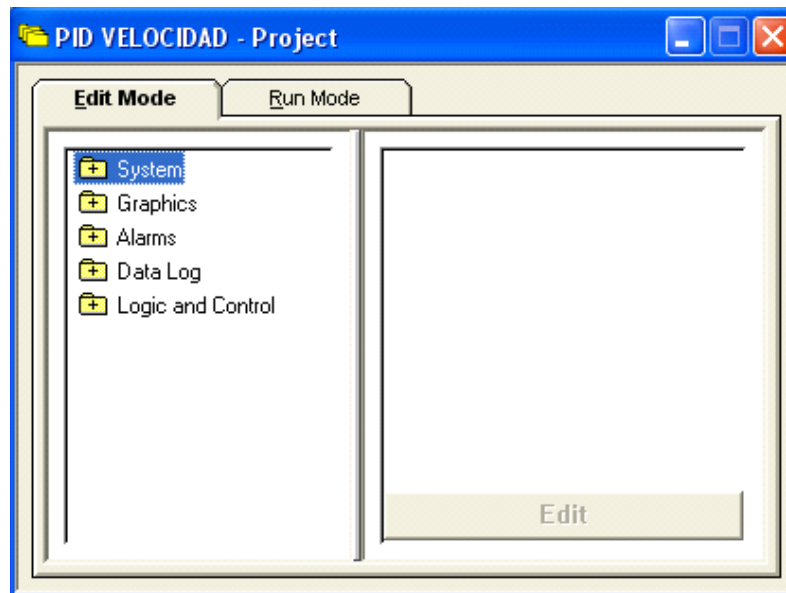 PID VELOCIDAD - Project
Edit Mode Run Mode
System
Graphics
Alarms
Data Log
Logic and Control
Edit